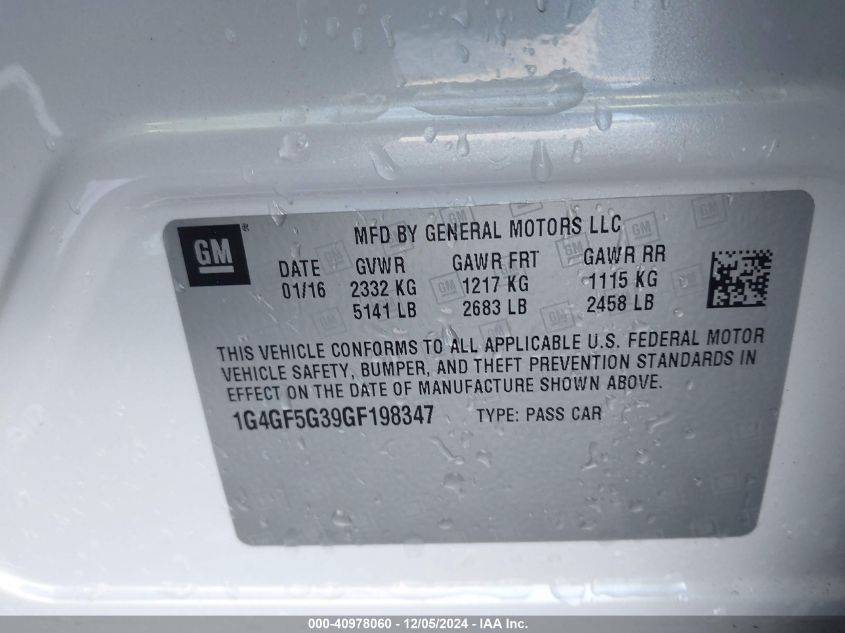 GM ®
MFD BY GENERAL MOTORS LLC
DATE GVWR GAWR FRT GAWR RR
01/16 2332 KG 1217 KG 1115 KG
5141 LB 2683 LB 2458 LB
THIS VEHICLE CONFORMS TO ALL APPLICABLE U.S. FEDERAL MOTOR
VEHICLE SAFETY, BUMPER, AND THEFT PREVENTION STANDARDS IN
EFFECT ON THE DATE OF MANUFACTURE SHOWN ABOVE.
1G4GF5G39GF198347 TYPE: PASS CAR
000-40978060 - 12/05/2024 - IAA Inc.